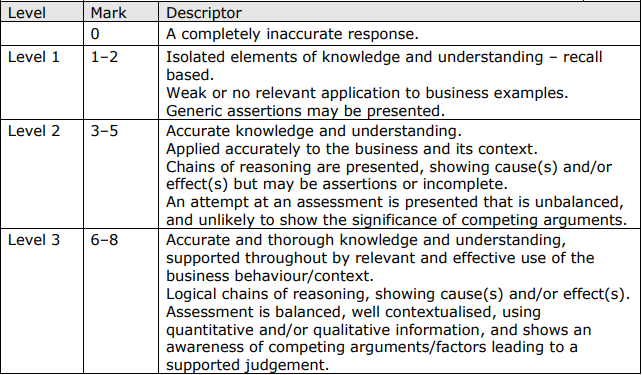 Level Mark Descriptor
0 A completely inaccurate response.
Level 1 1–2 Isolated elements of knowledge and understanding – recall
based.
Weak or no relevant application to business examples.
Generic assertions may be presented.
Level 2 3–5 Accurate knowledge and understanding.
Applied accurately to the business and its context.
Chains of reasoning are presented, showing cause(s) and/or
effect(s) but may be assertions or incomplete.
An attempt at an assessment is presented that is unbalanced,
and unlikely to show the significance of competing arguments.
Level 3 6–8 Accurate and thorough knowledge and understanding,
supported throughout by relevant and effective use of the
business behaviour/context.
Logical chains of reasoning, showing cause(s) and/or effect(s).
Assessment is balanced, well contextualised, using
quantitative and/or qualitative information, and shows an
awareness of competing arguments/factors leading to a
supported judgement.